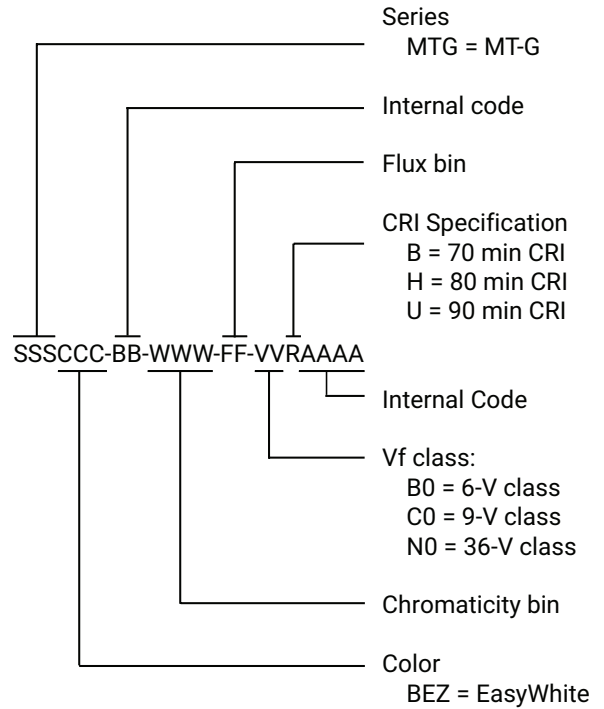 Series
MTG = MT-G
Internal code
Flux bin
CRI Specification
B = 70 min CRI
H = 80 min CRI
U = 90 min CRI
SSSCCC-BB-WWW-FF-VVRAAAA
Internal Code
Vf class:
B0 = 6-V class
C0 = 9-V class
N0 = 36-V class
Chromaticity bin
Color
BEZ = EasyWhite